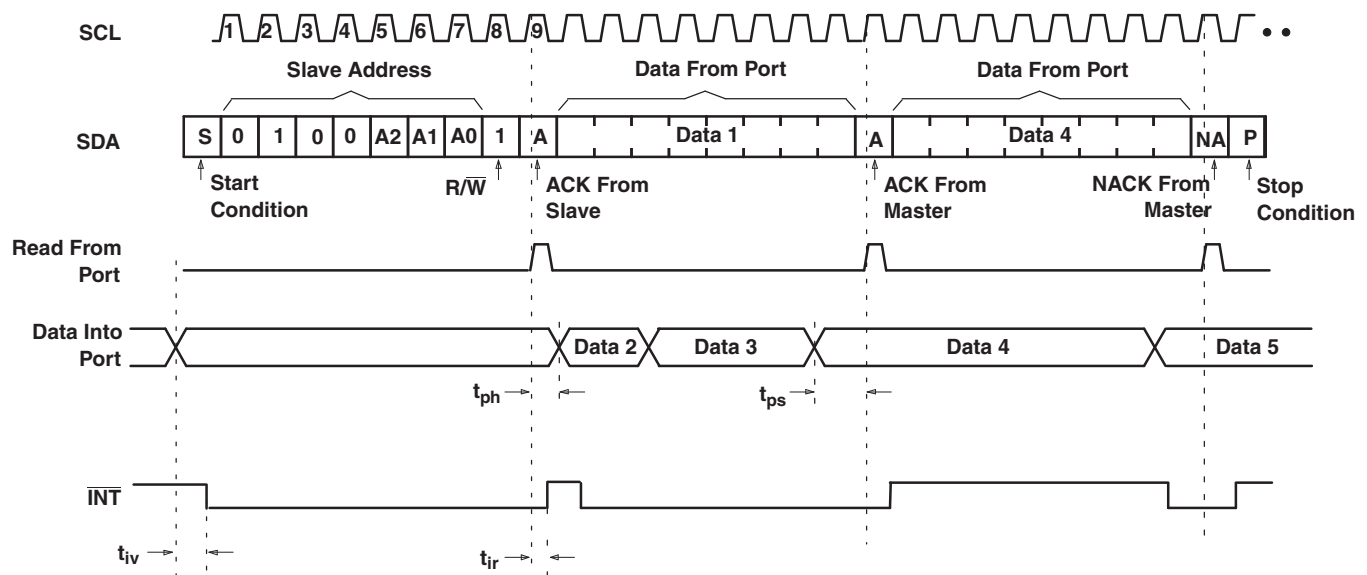 SCL 1 2 3 4 5 6 7 8 9
Slave Address Data From Port Data From Port
SDA S 0 1 0 0 A2 A1 A0 1 A Data 1 A Data 4 NA P
Start
Condition
R/W̅
ACK From
Slave
ACK From
Master
NACK From
Master
Stop
Condition
Read From
Port
Data Into
Port
Data 2 Data 3 Data 4 Data 5
tph tps
I̅N̅T̅
tiv tir